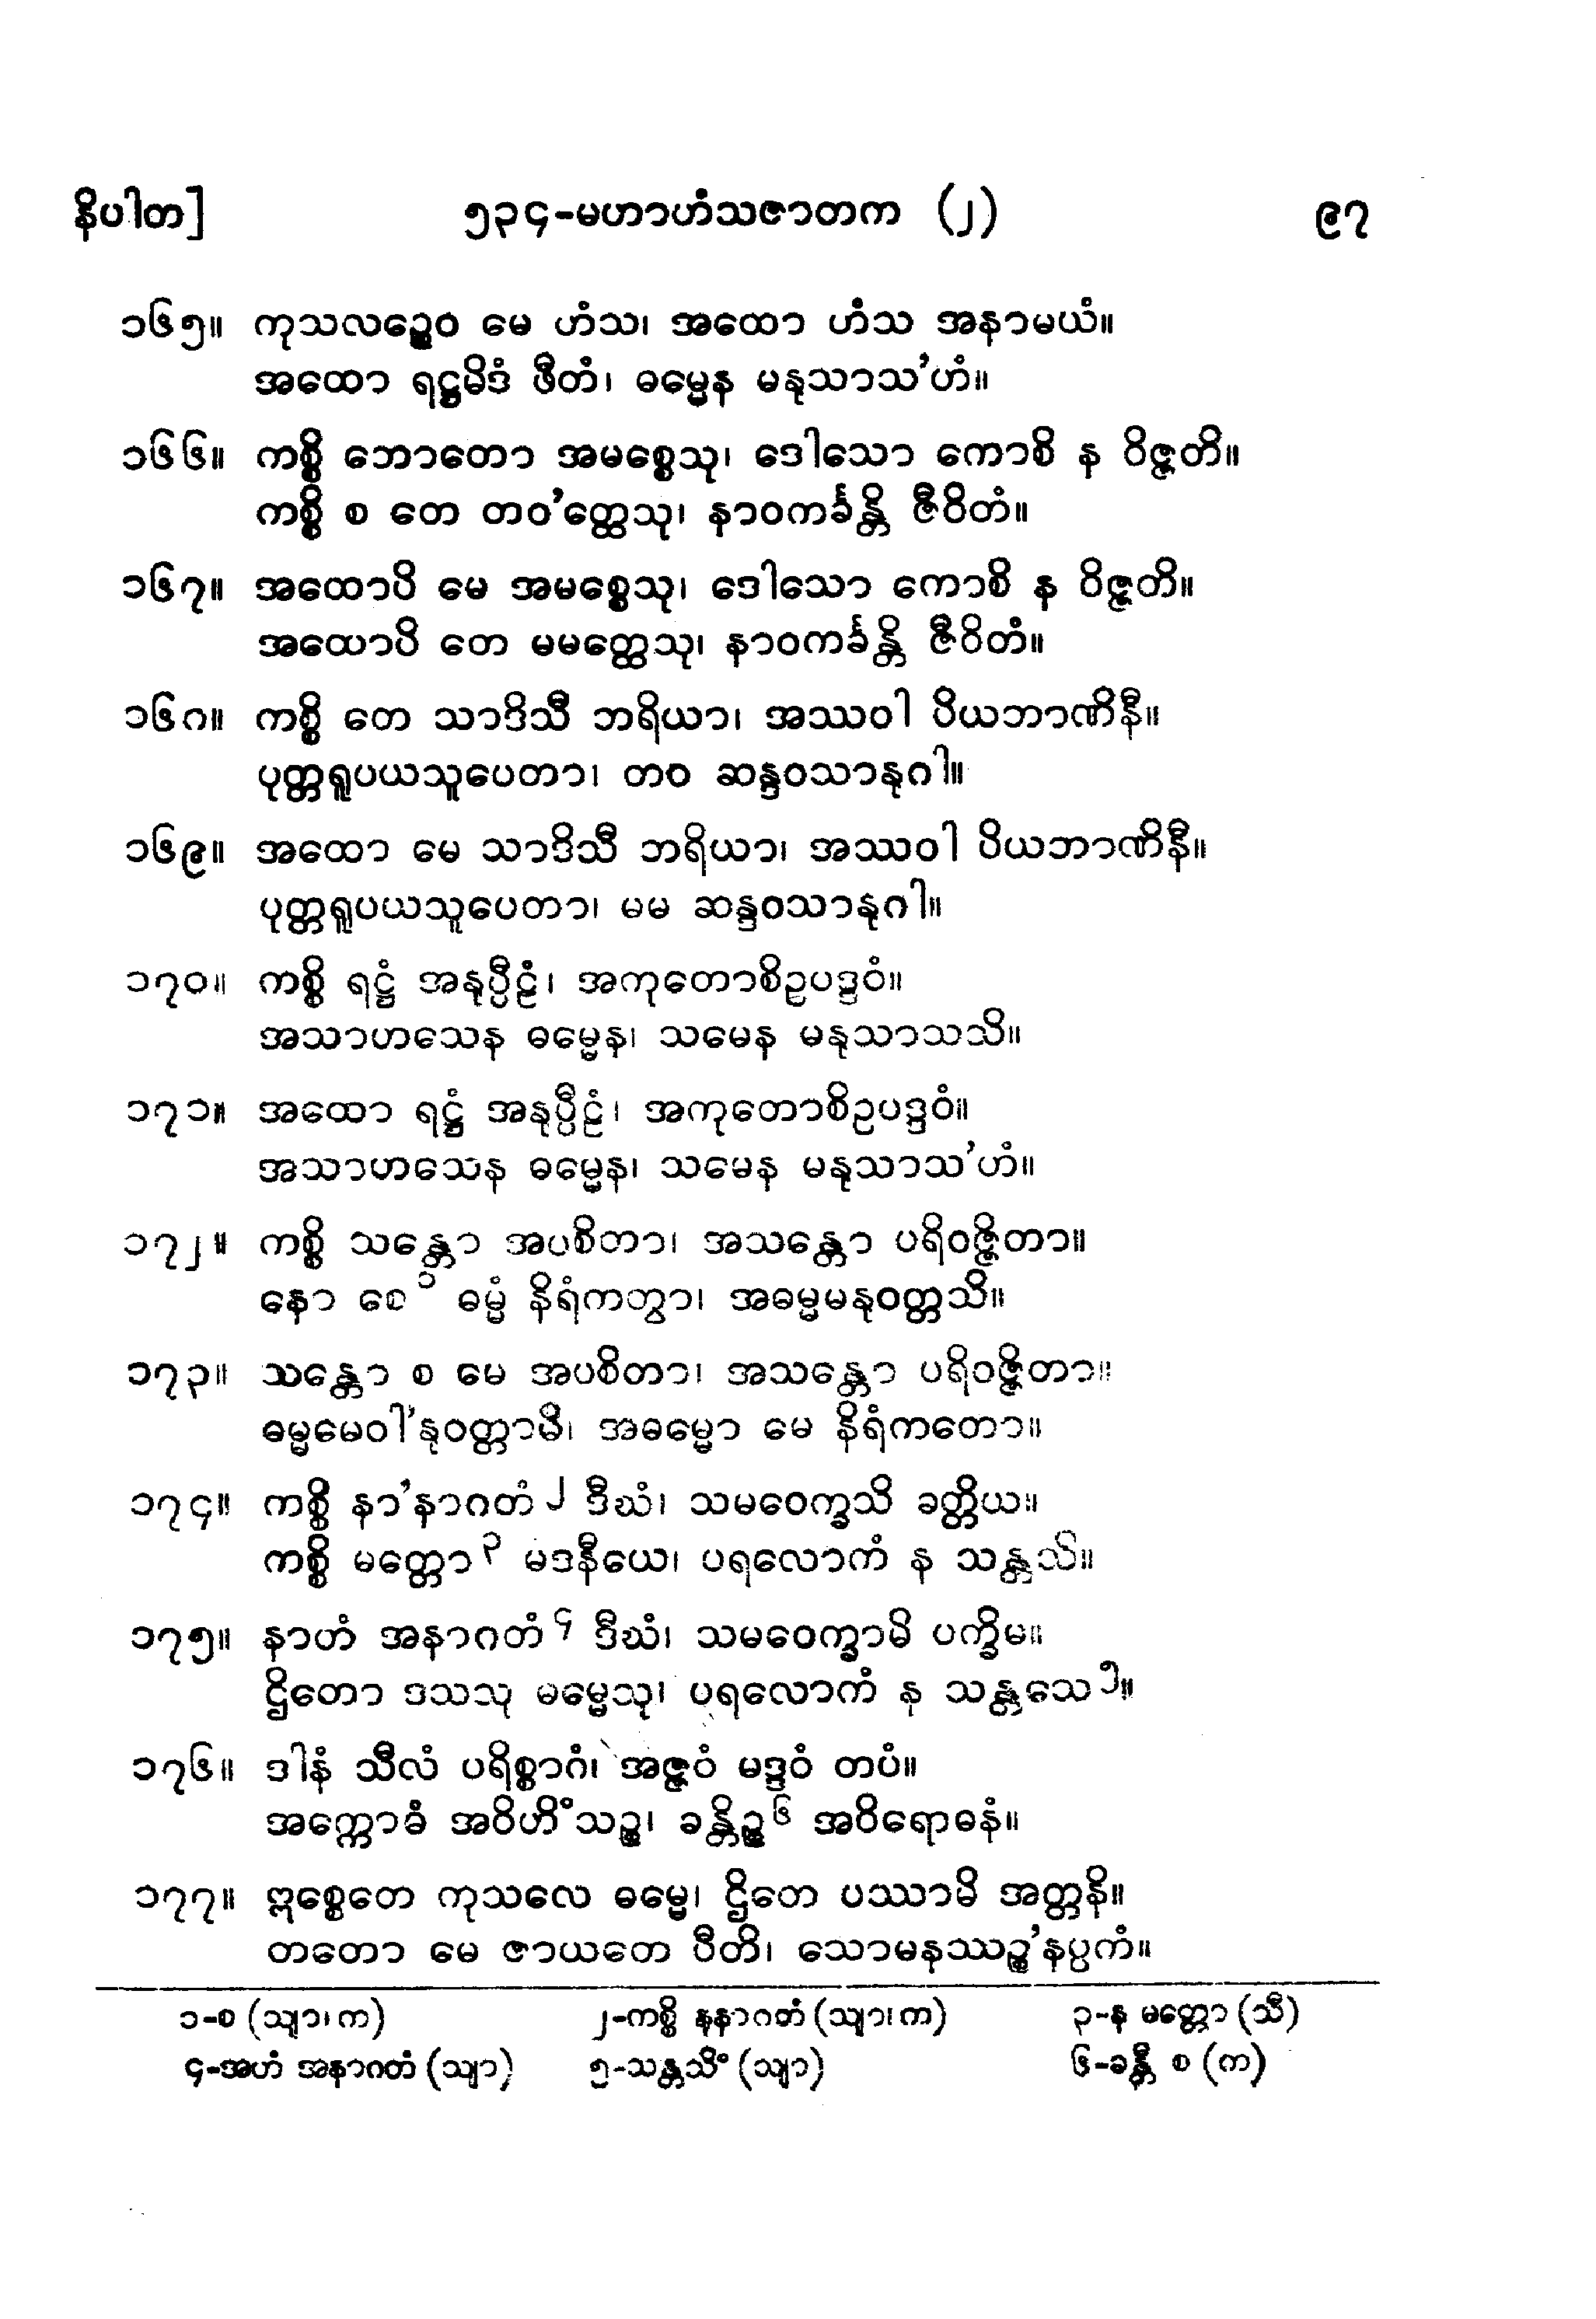 နိပါတ]
၅၃၄-မဟာဟံသဇာတက (၂)
၉၇
၁၆၅။ ကုသလဉ္စေဝ မေ ဟံသ၊ အထော ဟံသ အနာမယံ။
အထော ရဋ္ဌမိဒံ ဖီတံ၊ ဓမ္မေန မနုသာသ’ဟံ။
၁၆၆။ ကစ္စိ ဘောတော အမစ္စေသု၊ ဒေါသော ကောစိ န ဝိဇ္ဇတိ။
ကစ္စိ စ တေ တဝ’တ္ထေသု၊ နာဝကင်္ခန္တိ ဇီဝိတံ။
၁၆၇။ အထောပိ မေ အမစ္စေသု၊ ဒေါသော ကောစိ န ဝိဇ္ဇတိ။
အထောပိ တေ မမတ္ထေသု၊ နာဝကင်္ခန္တိ ဇီဝိတံ။
၁၆၈။ ကစ္စိ တေ သာဒိသီ ဘရိယာ၊ အဿဝါ ပိယဘာဏိနီ။
ပုတ္တရူပယသူပေတာ၊ တဝ ဆန္ဒဝသာနုဂါ။
၁၆၉။ အထော မေ သာဒိသီ ဘရိယာ၊ အဿဝါ ပိယဘာဏိနီ။
ပုတ္တရူပယသူပေတာ၊ မမ ဆန္ဒဝသာနုဂါ။
၁၇၀။ ကစ္စိ ရဋ္ဌံ အနုပ္ပီဠံ၊ အကုတောစိဥပဒ္ဒဝံ။
အသာဟသေန ဓမ္မေန၊ သမေန မနုသာသသိ။
၁၇၁။ အထော ရဋ္ဌံ အနုပ္ပီဠံ၊ အကုတောစိဥပဒ္ဒဝံ။
အသာဟသေန ဓမ္မေန၊ သမေန မနုသာသ’ဟံ။
၁၇၂။ ကစ္စိ သန္တော အပစိတာ၊ အသန္တော ပရိဝဇ္ဇိတာ။
နော စေ ၁ ဓမ္မံ နိရံကတွာ၊ အဓမ္မမနုဝတ္တသိ။
၁၇၃။ သန္တော စ မေ အပစိတာ၊ အသန္တော ပရိဝဇ္ဇိတာ။
ဓမ္မမေဝါ’နုဝတ္တာမိ၊ အဓမ္မော မေ နိရံကတော။
၁၇၄။ ကစ္စိ နာ’နာဂတံ ၂ ဒီဃံ၊ သမဝေက္ခသိ ခတ္တိယ။
ကစ္စိ မတ္တော ၃ မဒနီယေ၊ ပရလောကံ န သန္တသိ။
၁၇၅။ နာဟံ အနာဂတံ ၄ ဒီဃံ၊ သမဝေက္ခာမိ ပက္ခိမ။
ဌိတော ဒသသု ဓမ္မေသု၊ ပရလောကံ န သန္တသေ ၅။
၁၇၆။ ဒါနံ သီလံ ပရိစ္စာဂံ၊ အဇ္ဇဝံ မဒ္ဒဝံ တပံ။
အက္ကောဓံ အဝိဟိံသဉ္စ၊ ခန္တိဉ္စ ၆ အဝိရောဓနံ။
၁၇၇။ ဣစ္စေတေ ကုသလေ ဓမ္မေ၊ ဌိတေ ပဿာမိ အတ္တနိ။
တတော မေ ဇာယတေ ပီတိ၊ သောမနဿဉ္စ’နပ္ပကံ။
၁-စ (သျာ၊ က) ၂-ကစ္စိ နနာဂတံ (သျာ၊ က) ၃-န မတ္တော (သီ)
၄-အဟံ အနာဂတံ (သျာ) ၅-သန္တသိံ (သျာ) ၆-ခန္တီ စ (က)